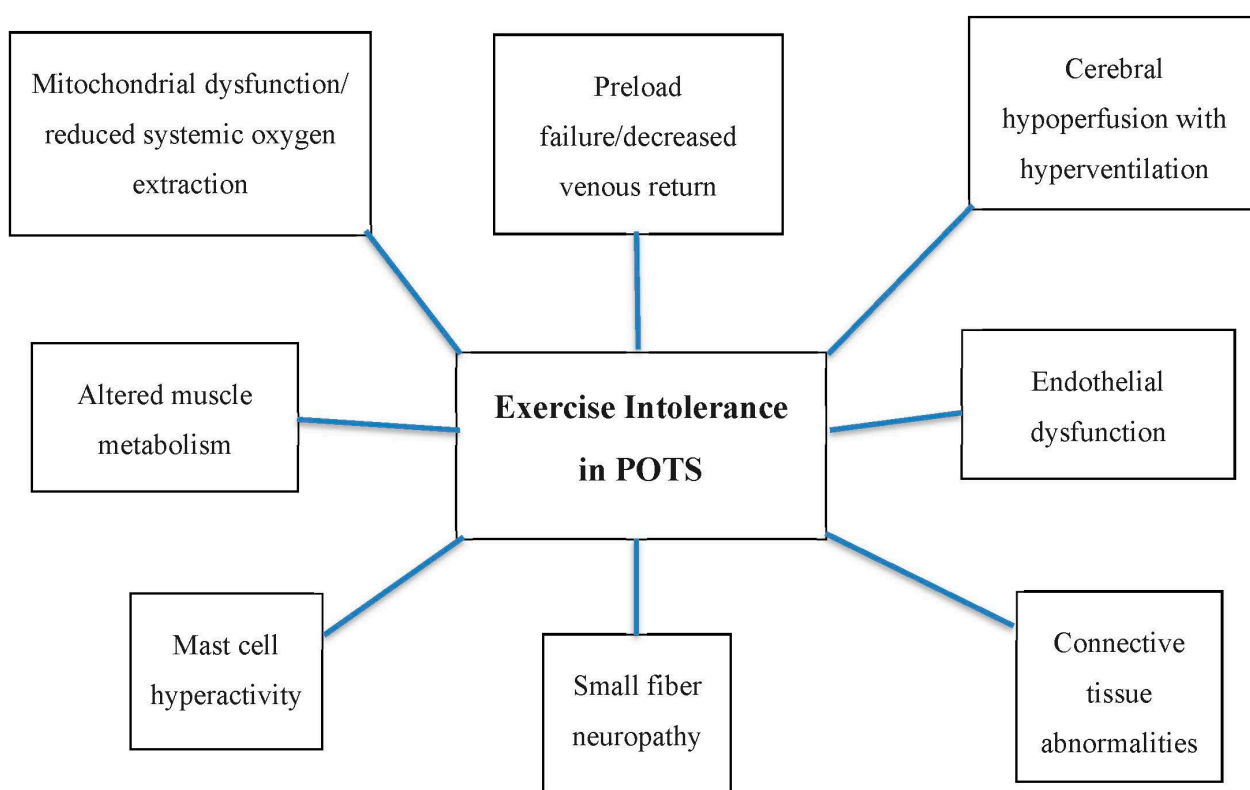 Mitochondrial dysfunction/
reduced systemic oxygen
extraction
Preload
failure/decreased
venous return
Cerebral
hypoperfusion with
hyperventilation
Altered muscle
metabolism
Exercise Intolerance
in POTS
Endothelial
dysfunction
Mast cell
hyperactivity
Small fiber
neuropathy
Connective
tissue
abnormalities